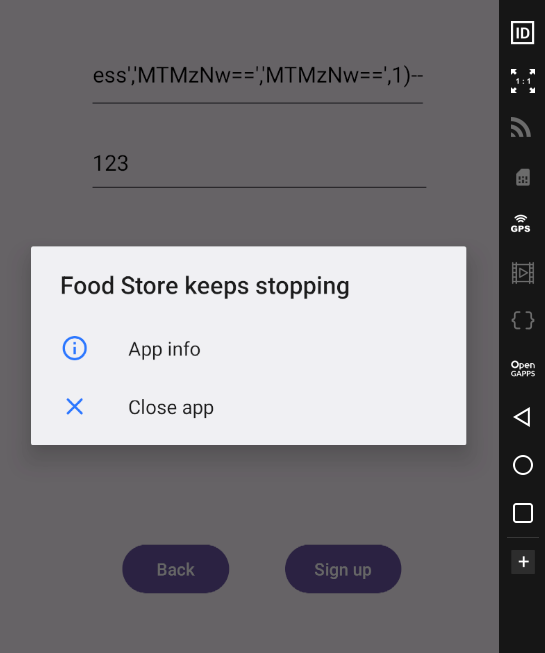 ess','MTMzNw==','MTMzNw==',1)--
123
Food Store keeps stopping
App info
Close app
Back
Sign up
ID
1 : 1
GPS
Open
GAPPS